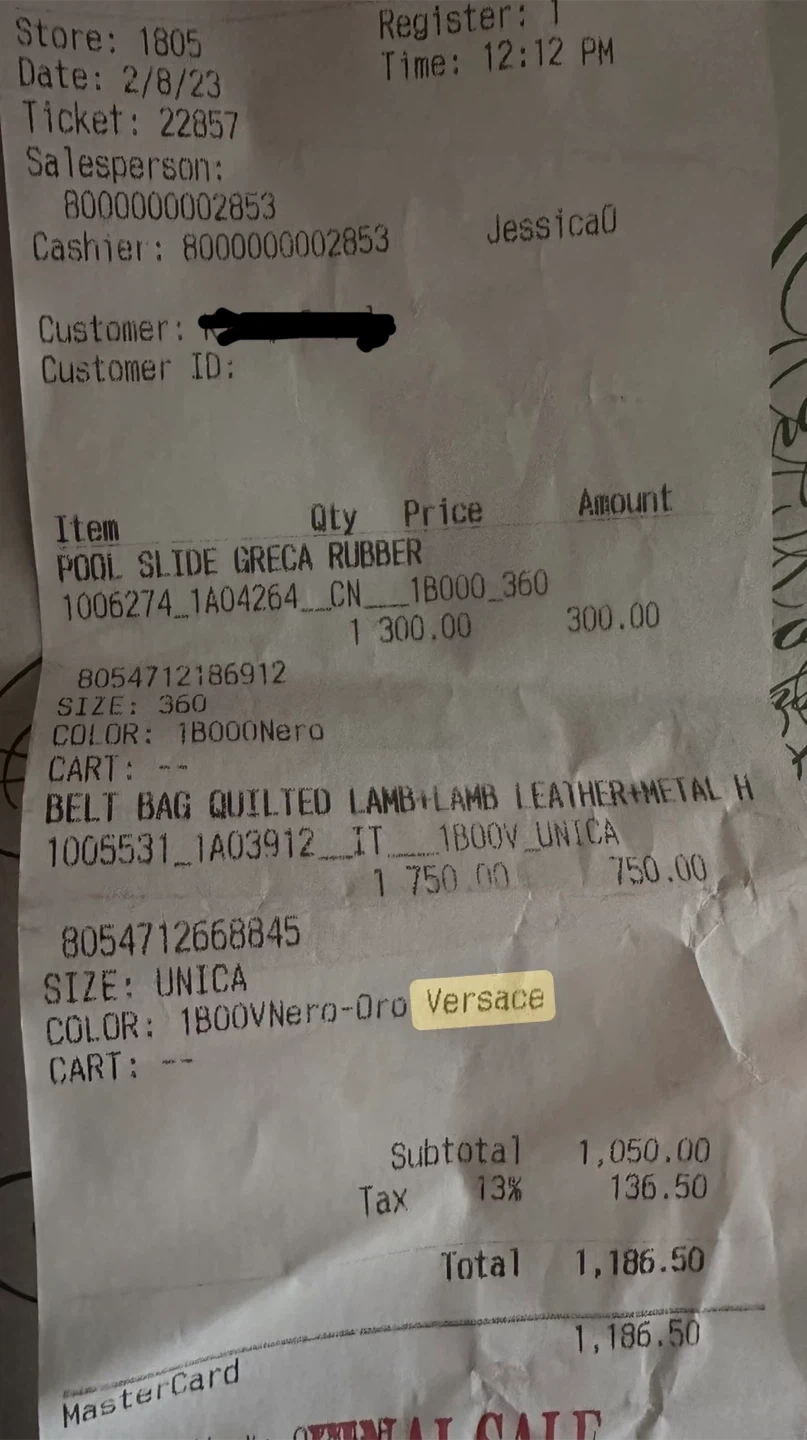 Store: 1805 Register: 1
Date: 2/8/23 Time: 12:12 PM
Ticket: 22857
Salesperson:
8000000002853
Cashier: 8000000002853 JessicaO
Customer:
Customer ID:
Item Qty Price Amount
POOL SLIDE GRECA RUBBER
1006274_1A04264__CN___1B000_360
1 300.00 300.00
8054712186912
SIZE: 360
COLOR: 1B000Nero
CART: --
BELT BAG QUILTED LAMB+LAMB LEATHER+METAL H
1005531_1A03912__IT___1B00V_UNICA
1 750.00 750.00
8054712668845
SIZE: UNICA
COLOR: 1B00VNero-Oro Versace
CART: --
Subtotal 1,050.00
Tax 13% 136.50
Total 1,186.50
1,186.50
MasterCard
SALE